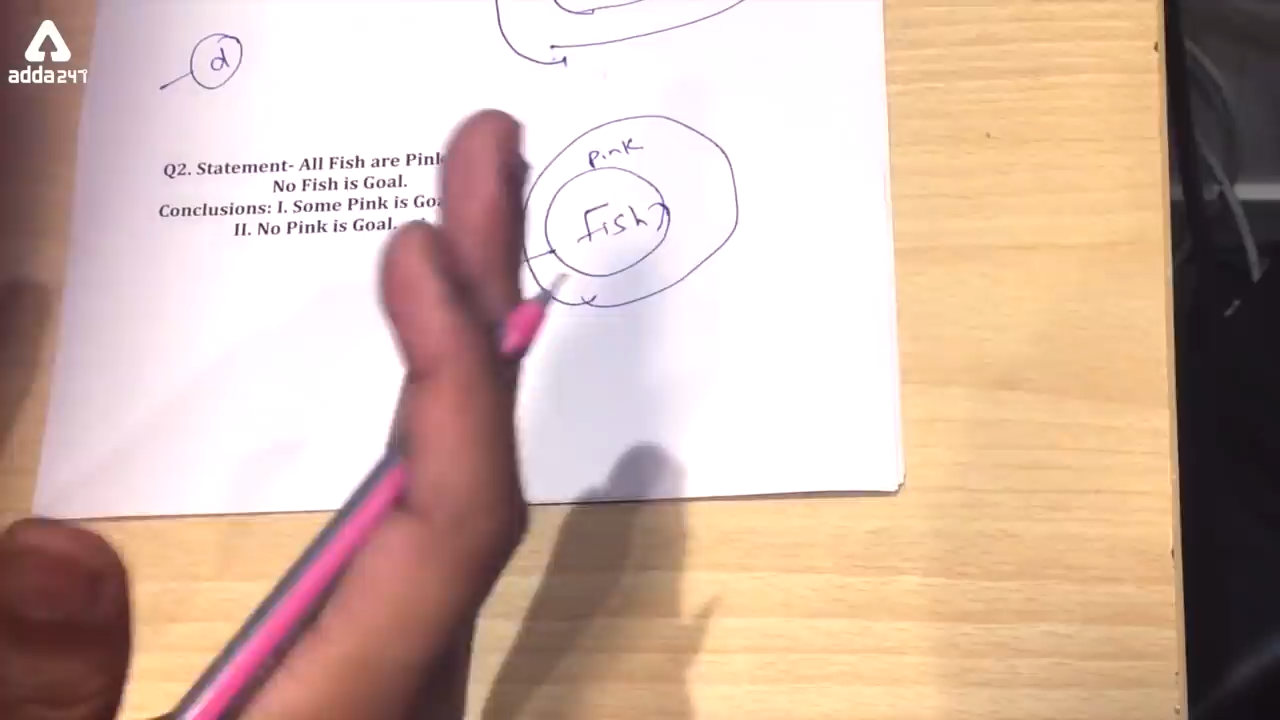 adda247
d
Q2. Statement- All Fish are Pink
No Fish is Goal.
Conclusions: I. Some Pink is
II. No Pink is Goal.
Pink
Fish